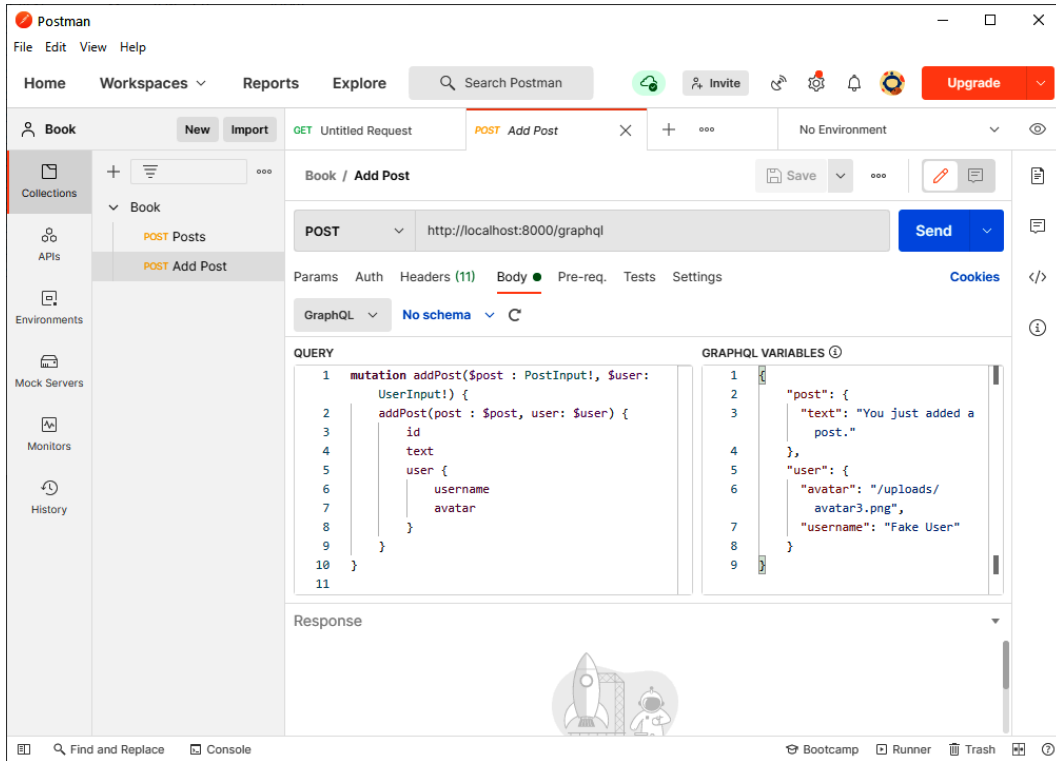 Postman
File Edit View Help
Home Workspaces Reports Explore Search Postman Invite Upgrade
Book New Import GET Untitled Request POST Add Post No Environment
Collections
APIs
Environments
Mock Servers
Monitors
History
Book
POST Posts
POST Add Post
Book / Add Post Save
POST http://localhost:8000/graphql Send
Params Auth Headers (11) Body Pre-req. Tests Settings Cookies
GraphQL No schema
QUERY
1 mutation addPost($post : PostInput!, $user:
UserInput!) {
2 addPost(post : $post, user: $user) {
3 id
4 text
5 user {
6 username
7 avatar
8 }
9 }
10 }
11
GRAPHQL VARIABLES
1 {
2 "post": {
3 "text": "You just added a
post."
4 },
5 "user": {
6 "avatar": "/uploads/
avatar3.png",
7 "username": "Fake User"
8 }
9 }
Response
Find and Replace Console Bootcamp Runner Trash